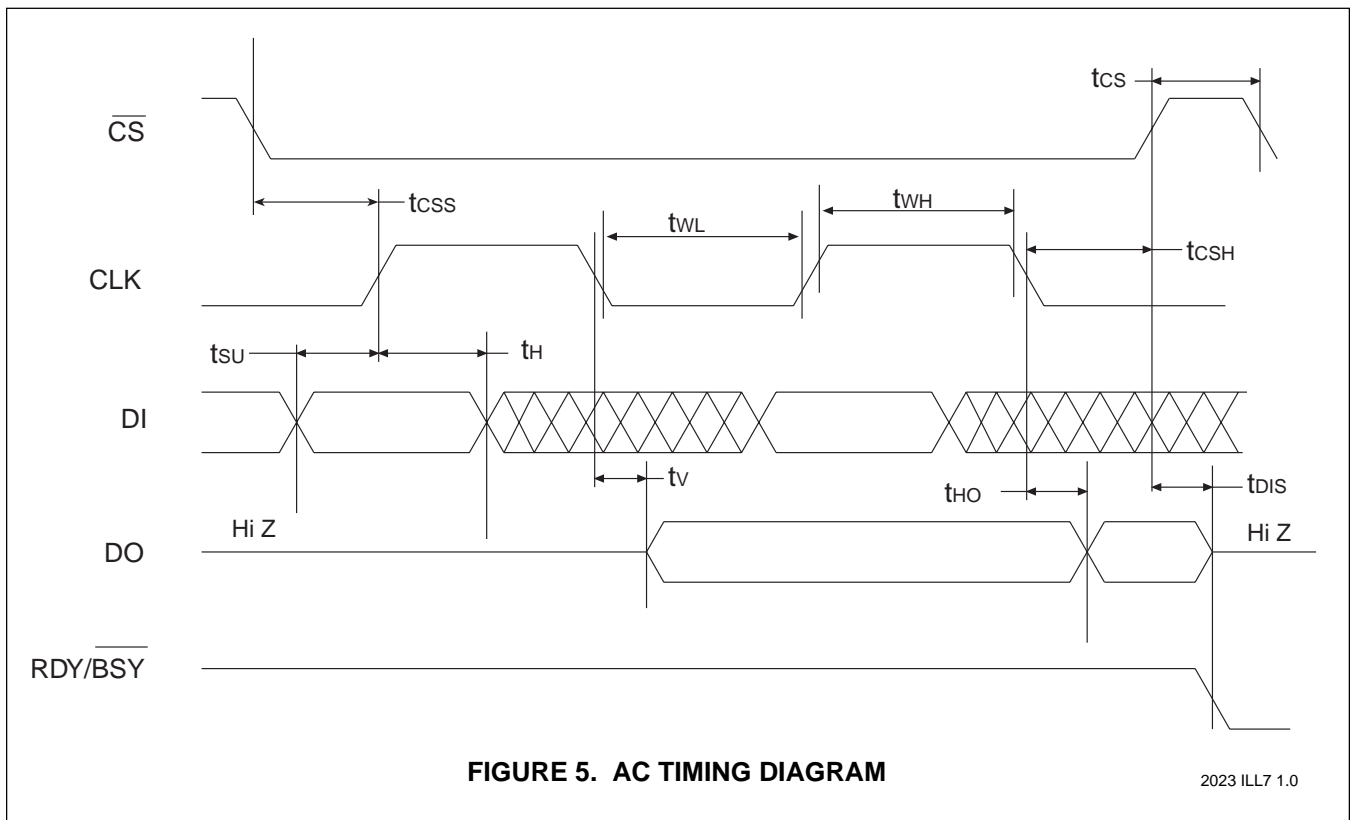 tCS
CS
tCSS
tWL
tWH
tCSH
CLK
tSU
tH
DI
tV
tHO
tDIS
Hi Z
DO
Hi Z
RDY/BSY
FIGURE 5. AC TIMING DIAGRAM
2023 ILL7 1.0